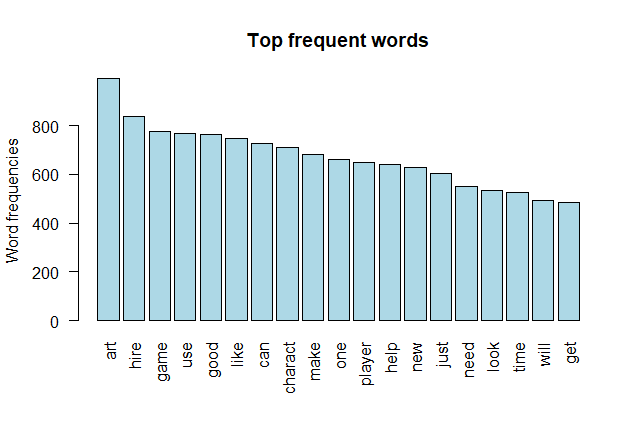 Top frequent words
Word frequencies
800
600
400
200
0
art
hire
game
use
good
like
can
charact
make
one
player
help
new
just
need
look
time
will
get